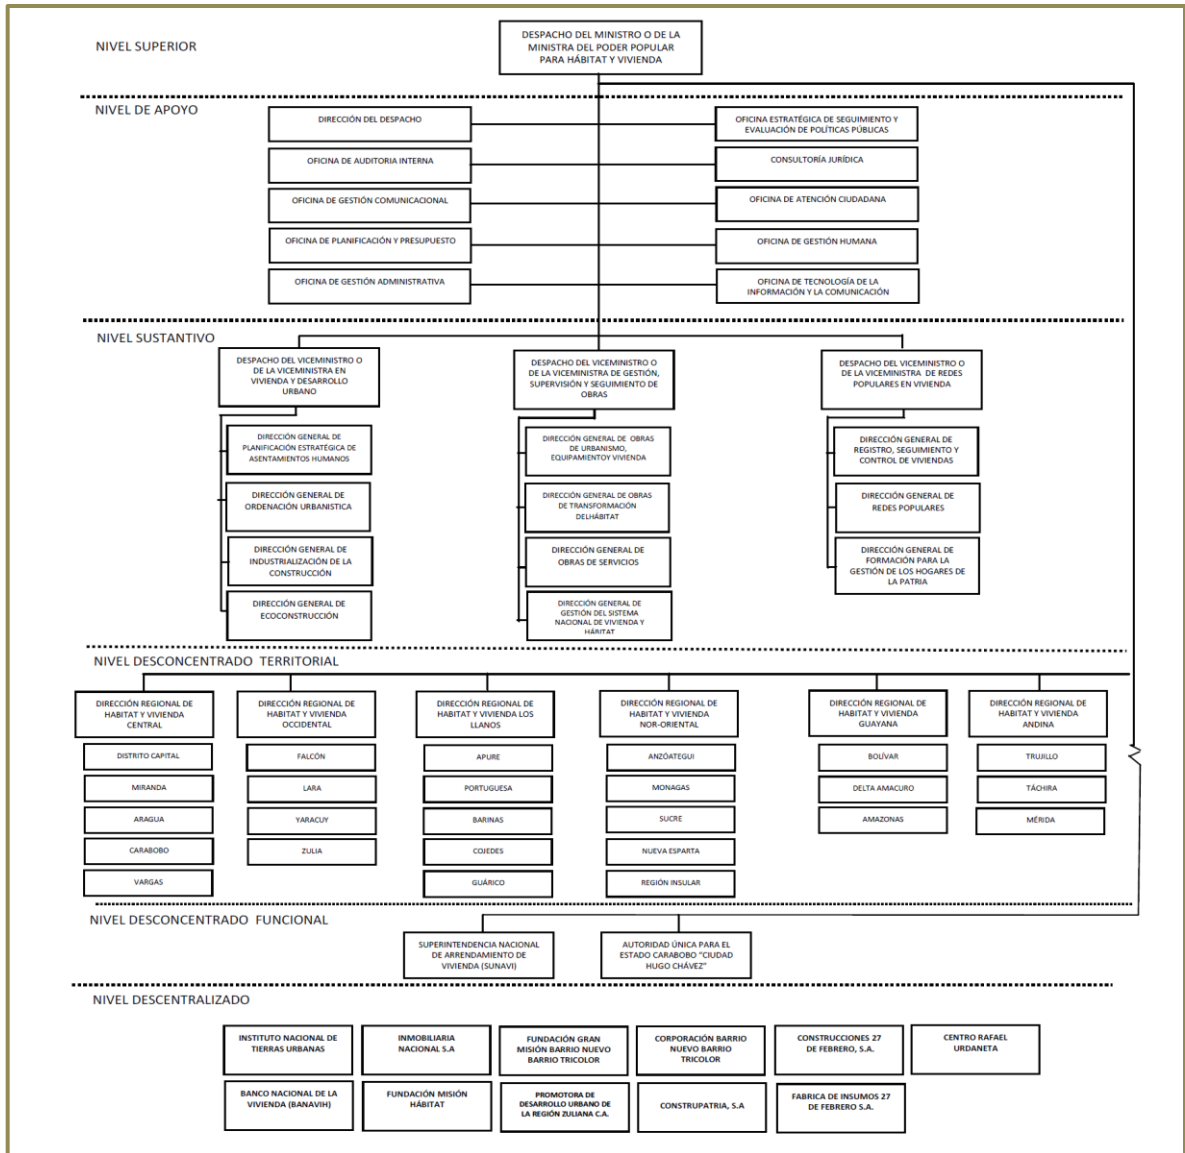 NIVEL SUPERIOR
DESPACHO DEL MINISTRO O DE LA
MINISTRA DEL PODER POPULAR
PARA HÁBITAT Y VIVIENDA
NIVEL DE APOYO
DIRECCIÓN DEL DESPACHO
OFICINA ESTRATÉGICA DE SEGUIMIENTO Y
EVALUACIÓN DE POLÍTICAS PÚBLICAS
OFICINA DE AUDITORIA INTERNA
CONSULTORÍA JURÍDICA
OFICINA DE GESTIÓN COMUNICACIONAL
OFICINA DE ATENCIÓN CIUDADANA
OFICINA DE PLANIFICACIÓN Y PRESUPUESTO
OFICINA DE GESTIÓN HUMANA
OFICINA DE GESTIÓN ADMINISTRATIVA
OFICINA DE TECNOLOGÍA DE LA
INFORMACIÓN Y LA COMUNICACIÓN
NIVEL SUSTANTIVO
DESPACHO DEL VICEMINISTRO O
DE LA VICEMINISTRA EN
VIVIENDA Y DESARROLLO
URBANO
DIRECCIÓN GENERAL DE
PLANIFICACIÓN ESTRATÉGICA DE
ASENTAMIENTOS HUMANOS
DIRECCIÓN GENERAL DE
ORDENACIÓN URBANISTICA
DIRECCIÓN GENERAL DE
INDUSTRIALIZACIÓN DE LA
CONSTRUCCIÓN
DIRECCIÓN GENERAL DE
ECOCONSTRUCCIÓN
DESPACHO DEL VICEMINISTRO O
DE LA VICEMINISTRA DE GESTIÓN,
SUPERVISIÓN Y SEGUIMIENTO DE
OBRAS
DIRECCIÓN GENERAL DE OBRAS
DE URBANISMO,
EQUIPAMIENTOY VIVIENDA
DIRECCIÓN GENERAL DE OBRAS
DE TRANSFORMACIÓN
DELHÁBITAT
DIRECCIÓN GENERAL DE
OBRAS DE SERVICIOS
DIRECCIÓN GENERAL DE
GESTIÓN DEL SISTEMA
NACIONAL DE VIVIENDA Y
HÁBITAT
DESPACHO DEL VICEMINISTRO O
DE LA VICEMINISTRA DE REDES
POPULARES EN VIVIENDA
DIRECCIÓN GENERAL DE
REGISTRO, SEGUIMIENTO Y
CONTROL DE VIVIENDAS
DIRECCIÓN GENERAL DE
REDES POPULARES
DIRECCIÓN GENERAL DE
FORMACIÓN PARA LA
GESTIÓN DE LOS HOGARES DE
LA PATRIA
NIVEL DESCONCENTRADO TERRITORIAL
DIRECCIÓN REGIONAL DE
HABITAT Y VIVIENDA
CENTRAL
DISTRITO CAPITAL
MIRANDA
ARAGUA
CARABOBO
VARGAS
DIRECCIÓN REGIONAL DE
HABITAT Y VIVIENDA
OCCIDENTAL
FALCÓN
LARA
YARACUY
ZULIA
DIRECCIÓN REGIONAL DE
HABITAT Y VIVIENDA LOS
LLANOS
APURE
PORTUGUESA
BARINAS
COJEDES
GUÁRICO
DIRECCIÓN REGIONAL DE
HABITAT Y VIVIENDA
NOR-ORIENTAL
ANZÓATEGUI
MONAGAS
SUCRE
NUEVA ESPARTA
REGIÓN INSULAR
DIRECCIÓN REGIONAL DE
HABITAT Y VIVIENDA
GUAYANA
BOLÍVAR
DELTA AMACURO
AMAZONAS
DIRECCIÓN REGIONAL DE
HABITAT Y VIVIENDA
ANDINA
TRUJILLO
TÁCHIRA
MÉRIDA
NIVEL DESCONCENTRADO FUNCIONAL
SUPERINTENDENCIA NACIONAL
DE ARRENDAMIENTO DE
VIVIENDA (SUNAVI)
AUTORIDAD ÚNICA PARA EL
ESTADO CARABOBO "CIUDAD
HUGO CHÁVEZ"
NIVEL DESCENTRALIZADO
INSTITUTO NACIONAL DE
TIERRAS URBANAS
INMOBILIARIA
NACIONAL S.A
FUNDACIÓN GRAN
MISIÓN BARRIO NUEVO
BARRIO TRICOLOR
CORPORACIÓN BARRIO
NUEVO BARRIO
TRICOLOR
CONSTRUCCIONES 27
DE FEBRERO, S.A.
CENTRO RAFAEL
URDANETA
BANCO NACIONAL DE LA
VIVIENDA (BANAVIH)
FUNDACIÓN MISIÓN
HÁBITAT
PROMOTORA DE
DESARROLLO URBANO DE
LA REGIÓN ZULIANA C.A.
CONSTRUPATRIA, S.A
FABRICA DE INSUMOS 27
DE FEBRERO S.A.